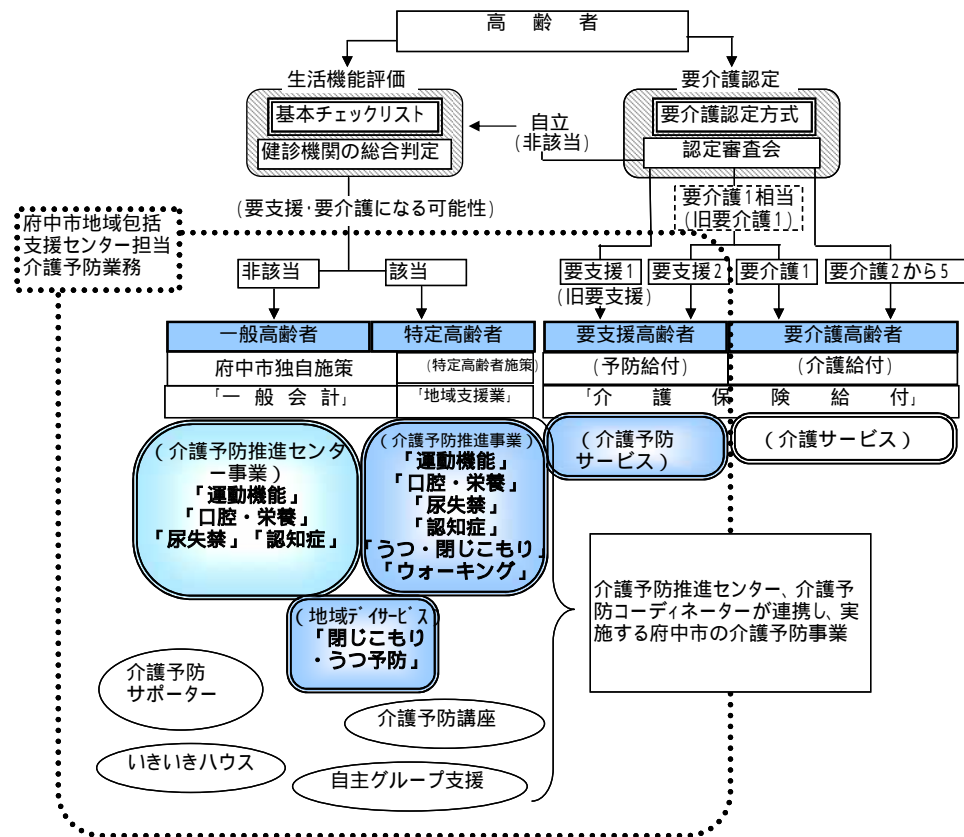 高 齢 者
生活機能評価
基本チェックリスト
健診機関の総合判定
要介護認定
要介護認定方式
認定審査会
自立
(非該当)
(要支援・要介護になる可能性)
要介護1相当
(旧要介護1)
府中市地域包括
支援センター担当
介護予防業務
非該当
該当
要支援1
(旧要支援)
要支援2
要介護1
要介護2から5
一般高齢者
特定高齢者
要支援高齢者
要介護高齢者
府中市独自施策
(特定高齢者施策)
(予防給付)
(介護給付)
「一 般 会 計」
「地域支援業」
「介 護 保 険 給 付」
(介護予防推進センタ
ー事業)
「運動機能」
「口腔・栄養」
「尿失禁」「認知症」
(介護予防推進事業)
「運動機能」
「口腔・栄養」
「尿失禁」
「認知症」
「うつ・閉じこもり」
「ウォーキング」
(介護予防
サービス)
(介護サービス)
(地域デイサービス)
「閉じこもり
・うつ予防」
介護予防推進センター、介護予
防コーディネーターが連携し、実
施する府中市の介護予防事業
介護予防
サポーター
介護予防講座
いきいきハウス
自主グループ支援